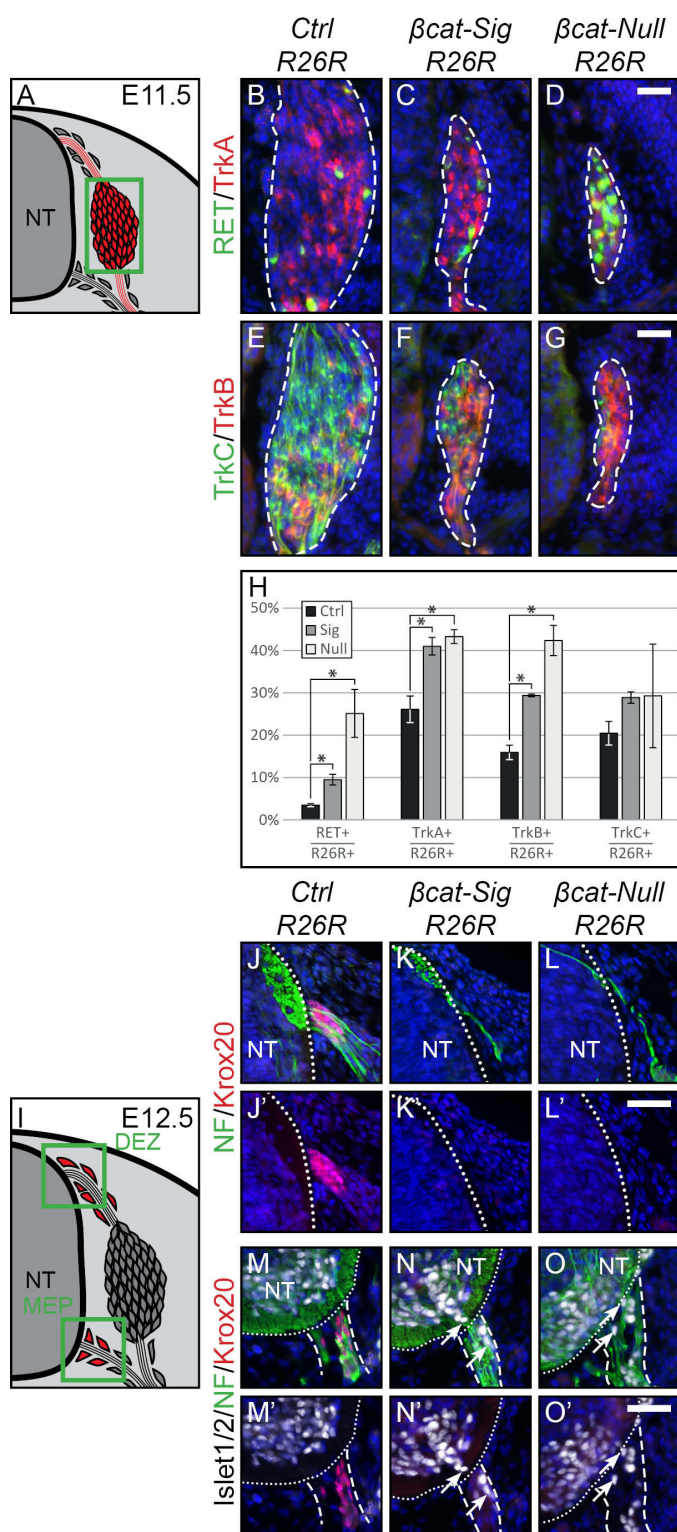 Ctrl βcat-Sig βcat-Null
R26R R26R R26R
A E11.5
NT
RET/TrkA
B C D
TrkC/TrkB
E F G
H
50%
40%
30%
20%
10%
0%
Ctrl
Sig
Null
* * * * * *
RET+ TrkA+ TrkB+ TrkC+
R26R+ R26R+ R26R+ R26R+
Ctrl βcat-Sig βcat-Null
R26R R26R R26R
NF/Krox20
J K L
NT NT NT
J' K' L'
I E12.5
DEZ
NT
MEP
Islet1/2/NF/Krox20
M N O
NT NT NT
M' N' O'